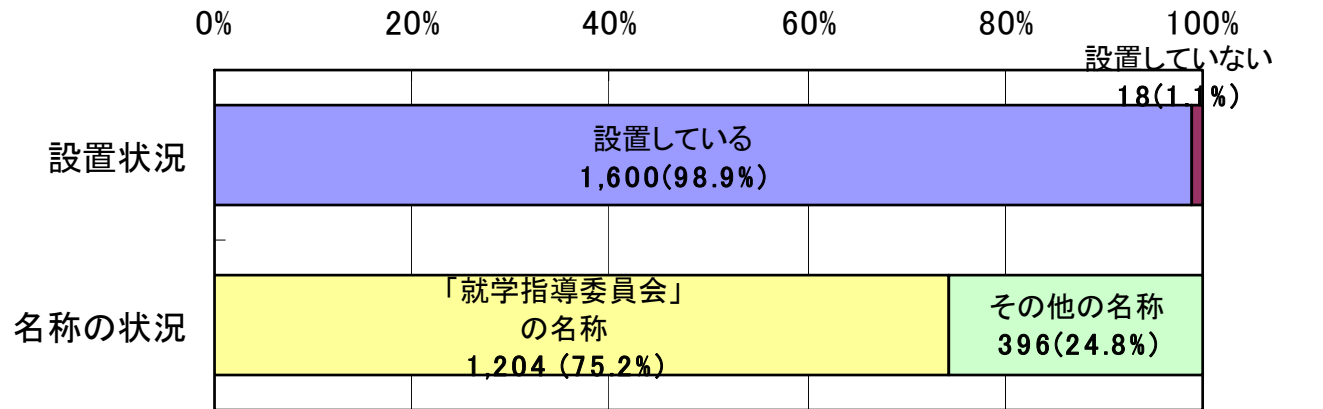 0% 20% 40% 60% 80% 100%
設置していない
18(1.1%)
設置状況
設置している
1,600(98.9%)
名称の状況
「就学指導委員会」
の名称
1,204 (75.2%)
その他の名称
396(24.8%)